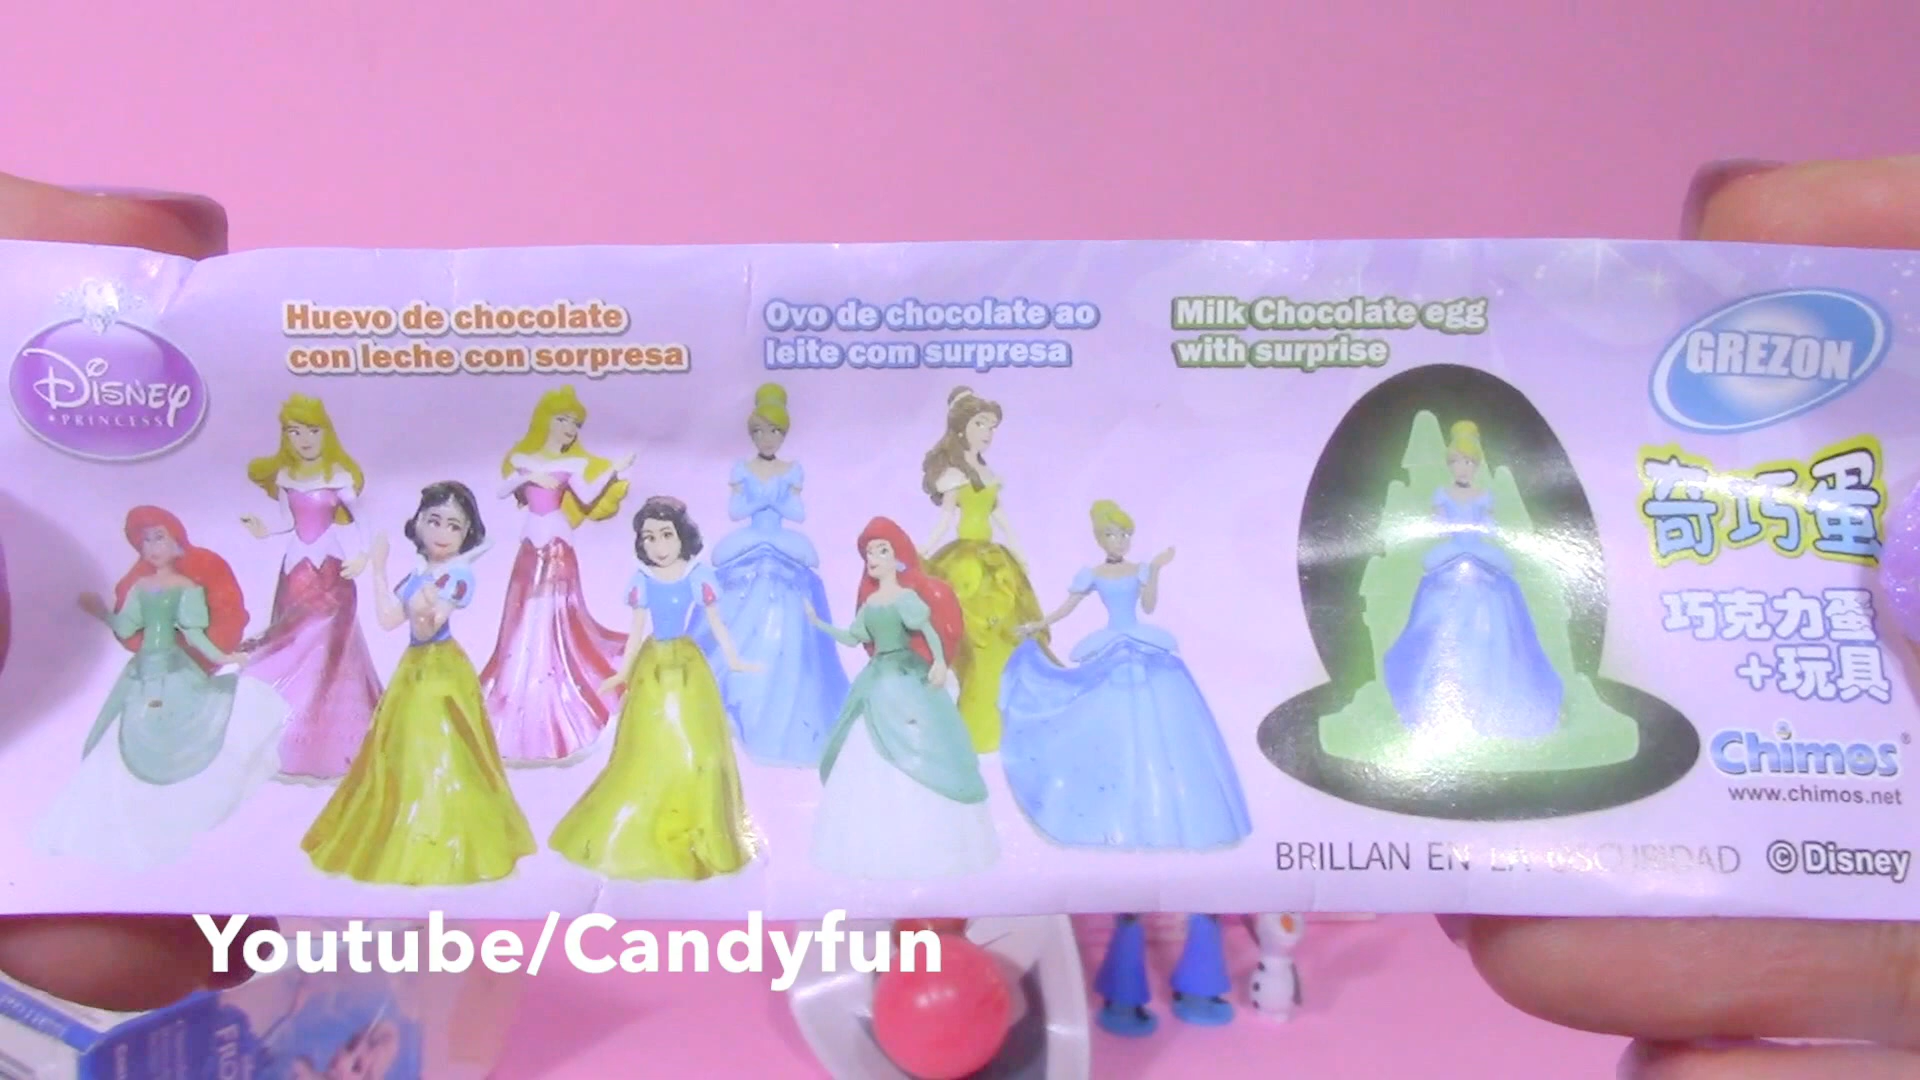 Disney
PRINCESS
Huevo de chocolate
con leche con sorpresa
Ovo de chocolate ao
leite com surpresa
Milk Chocolate egg
with surprise
GREZON
奇巧蛋
巧克力蛋
+玩具
Chimos®
www.chimos.net
BRILLAN EN LA OSCURIDAD
©Disney
Youtube/Candyfun